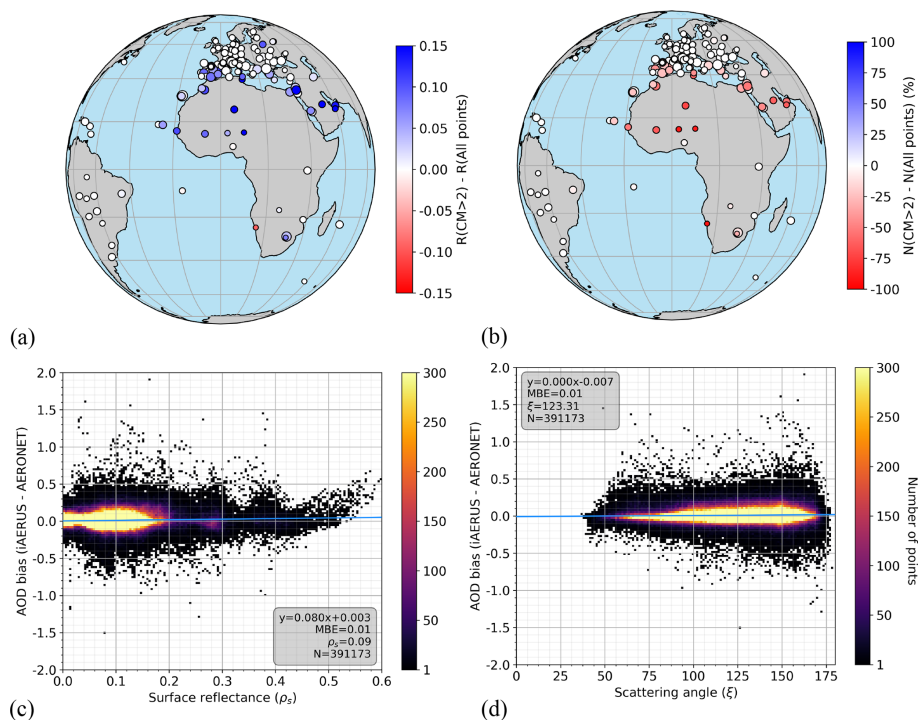 0.15
0.10
0.05
0.00
-0.05
-0.10
-0.15
R(CM>2) - R(All points)
(a)
100
75
50
25
0
-25
-50
-75
-100
N(CM>2) - N(All points) (%)
(b)
2.0
1.5
1.0
0.5
0.0
-0.5
-1.0
-1.5
-2.0
AOD bias (iAERUS - AERONET)
y=0.080x+0.003
MBE=0.01
ρs=0.09
N=391173
0.0 0.1 0.2 0.3 0.4 0.5 0.6
Surface reflectance (ρs)
300
250
200
150
100
50
1
(c)
2.0
1.5
1.0
0.5
0.0
-0.5
-1.0
-1.5
-2.0
AOD bias (iAERUS - AERONET)
y=0.000x-0.007
MBE=0.01
ξ=123.31
N=391173
0 25 50 75 100 125 150 175
Scattering angle (ξ)
300
250
200
150
100
50
1
Number of points
(d)